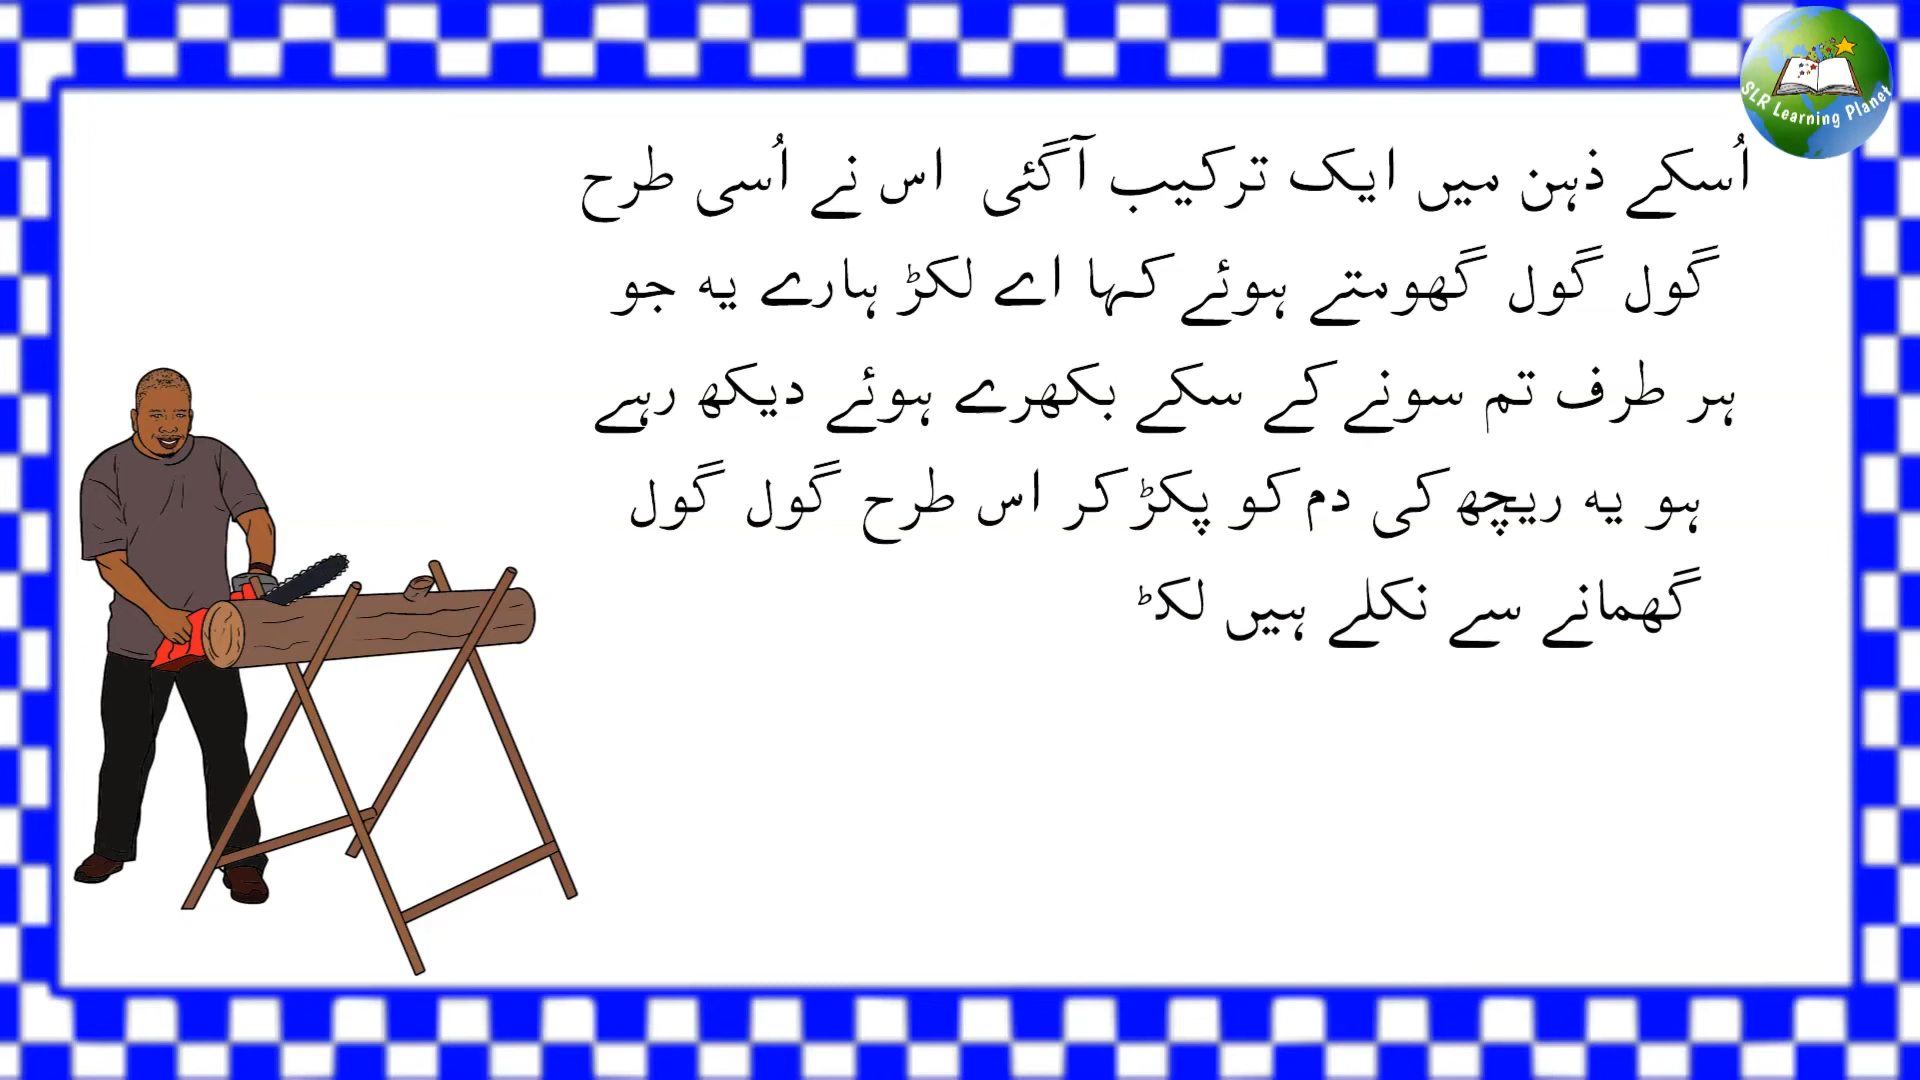 SLR Learning Planet
اُسکے ذہن میں ایک ترکیب آگئی اس نے اُسی طرح
گول گول گھومتے ہوئے کہا اے لکڑ ہارے یہ جو
ہر طرف تم سونے کے سکے بکھرے ہوئے دیکھ رہے
ہو یہ ریچھ کی دم کو پکڑ کر اس طرح گول گول
گھمانے سے نکلے ہیں لکڑ